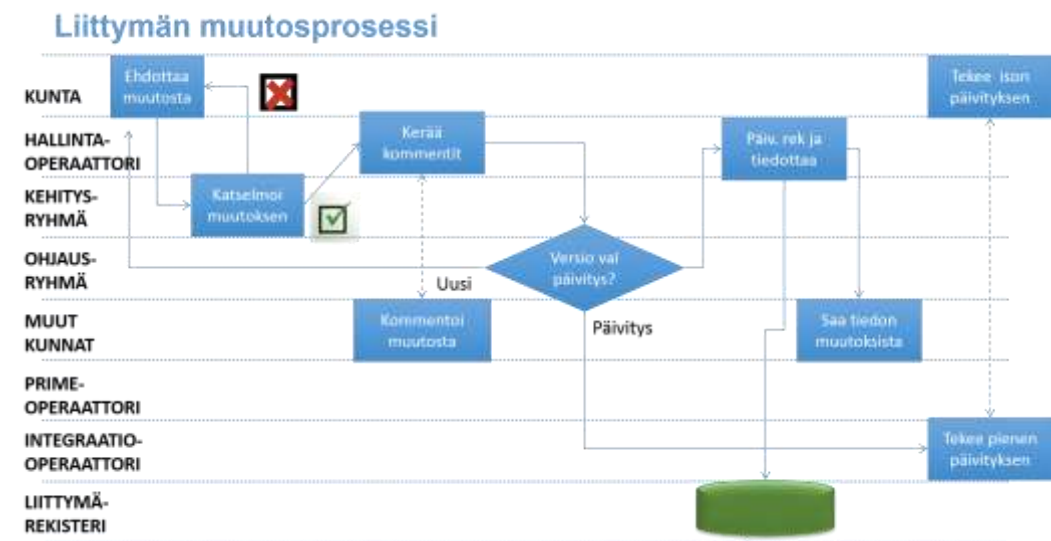 Liittymän muutosprosessi
KUNTA
Ehdottaa
muutosta
Tekee ison
päivityksen
HALLINTA-
OPERAATTORI
Kerää
kommentit
Päiv. rek ja
tiedottaa
KEHITYS-
RYHMÄ
Katselmoi
muutoksen
OHJAUS-
RYHMÄ
Versio vai
päivitys?
Uusi
Päivitys
MUUT
KUNNAT
Kommentoi
muutosta
Saa tiedon
muutoksista
PRIME-
OPERAATTORI
INTEGRAATIO-
OPERAATTORI
Tekee pienen
päivityksen
LIITTYMÄ-
REKISTERI